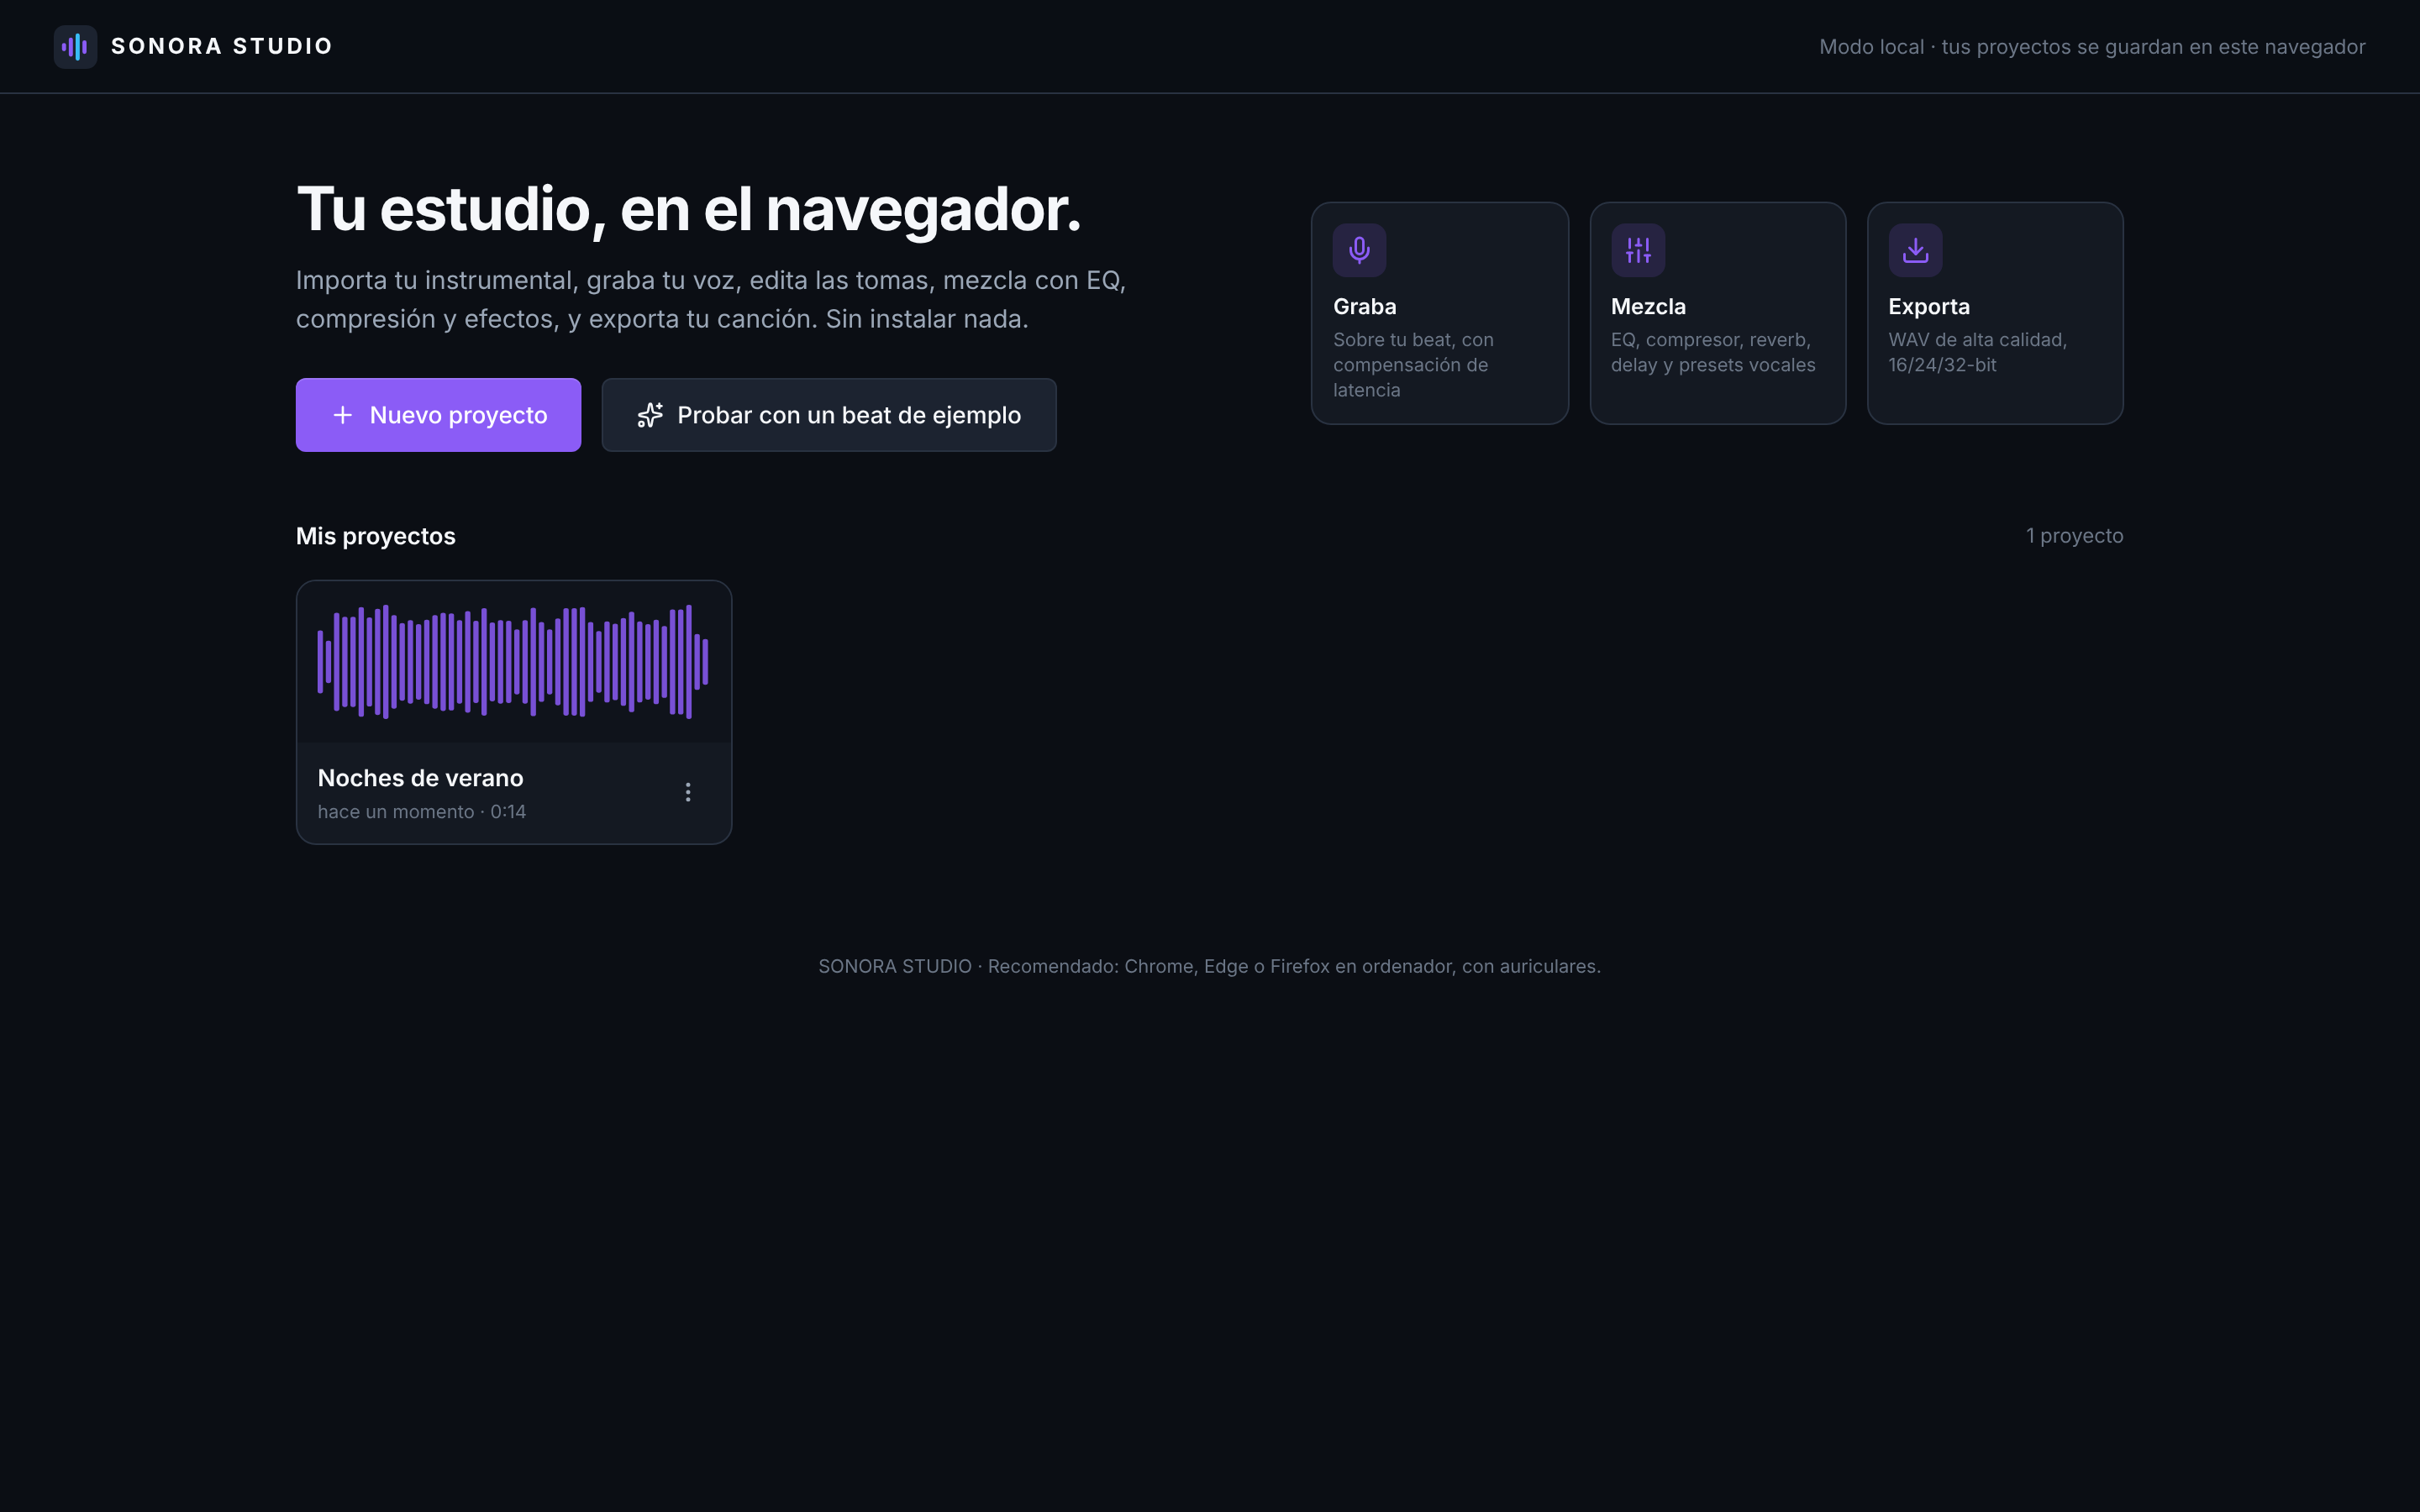 SONORA STUDIO
Modo local · tus proyectos se guardan en este navegador
Tu estudio, en el navegador.
Importa tu instrumental, graba tu voz, edita las tomas, mezcla con EQ,
compresión y efectos, y exporta tu canción. Sin instalar nada.
Nuevo proyecto
Probar con un beat de ejemplo
Graba
Sobre tu beat, con
compensación de
latencia
Mezcla
EQ, compresor, reverb,
delay y presets vocales
Exporta
WAV de alta calidad,
16/24/32-bit
Mis proyectos
1 proyecto
Noches de verano
hace un momento · 0:14
SONORA STUDIO · Recomendado: Chrome, Edge o Firefox en ordenador, con auriculares.